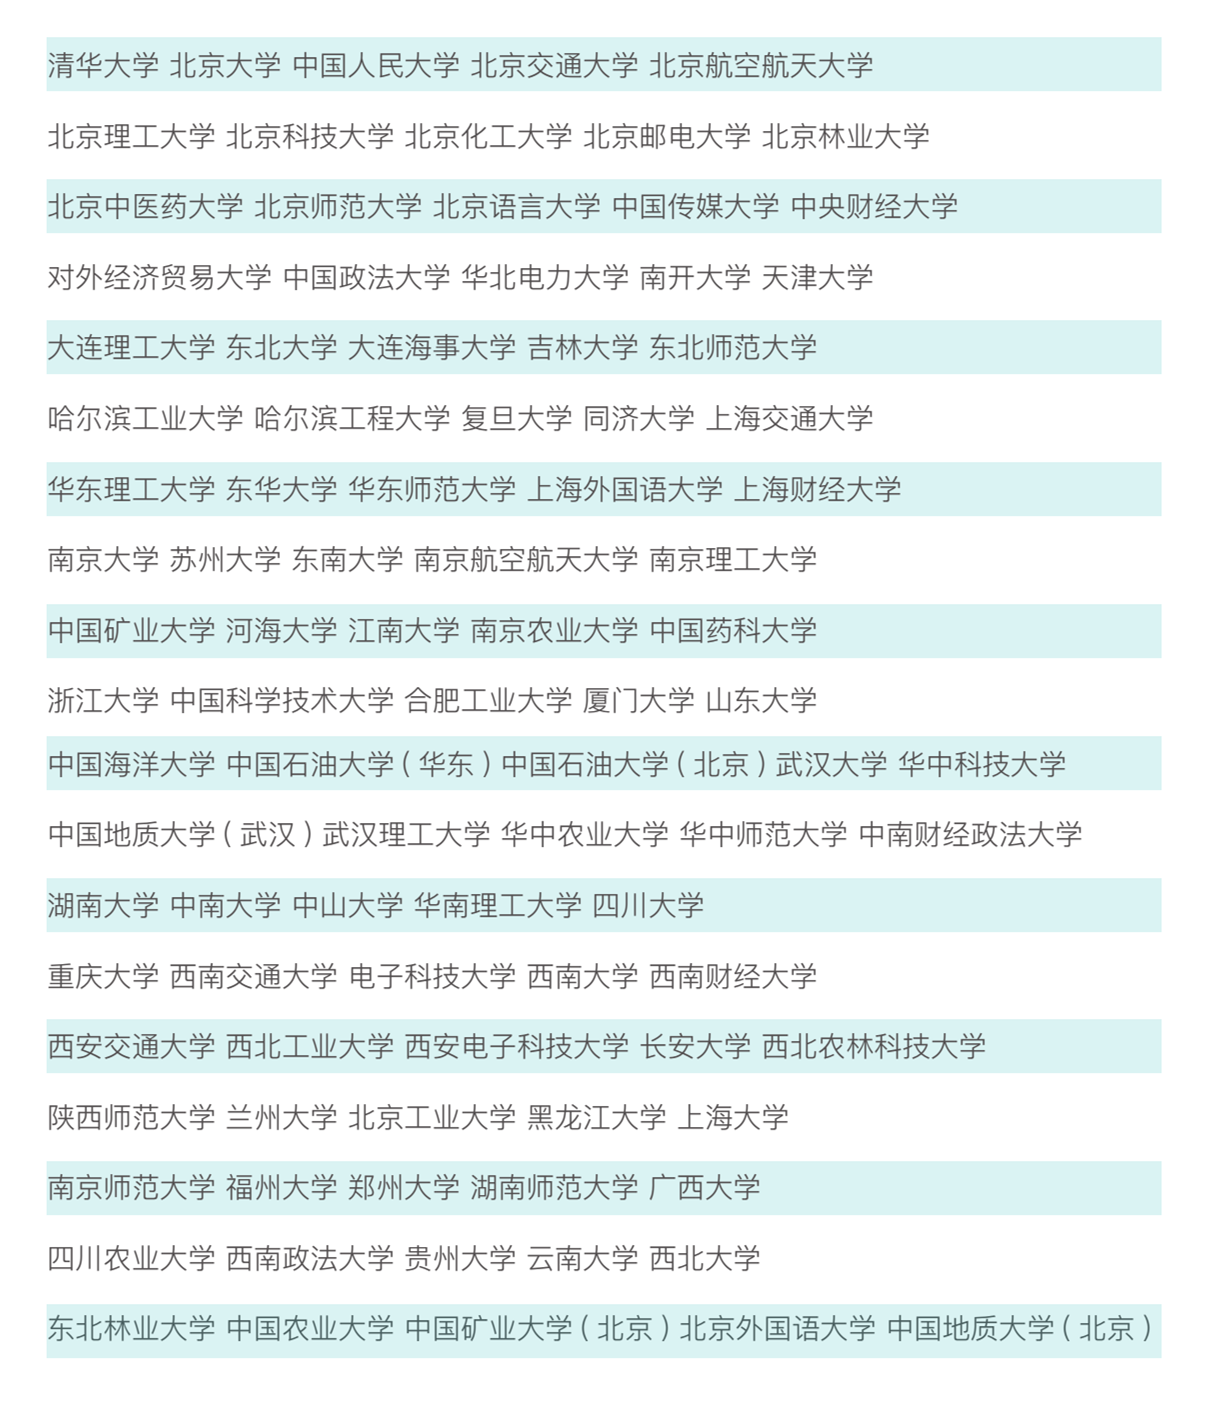 清华大学 北京大学 中国人民大学 北京交通大学 北京航空航天大学
北京理工大学 北京科技大学 北京化工大学 北京邮电大学 北京林业大学
北京中医药大学 北京师范大学 北京语言大学 中国传媒大学 中央财经大学
对外经济贸易大学 中国政法大学 华北电力大学 南开大学 天津大学
大连理工大学 东北大学 大连海事大学 吉林大学 东北师范大学
哈尔滨工业大学 哈尔滨工程大学 复旦大学 同济大学 上海交通大学
华东理工大学 东华大学 华东师范大学 上海外国语大学 上海财经大学
南京大学 苏州大学 东南大学 南京航空航天大学 南京理工大学
中国矿业大学 河海大学 江南大学 南京农业大学 中国药科大学
浙江大学 中国科学技术大学 合肥工业大学 厦门大学 山东大学
中国海洋大学 中国石油大学(华东)中国石油大学(北京)武汉大学 华中科技大学
中国地质大学(武汉)武汉理工大学 华中农业大学 华中师范大学 中南财经政法大学
湖南大学 中南大学 中山大学 华南理工大学 四川大学
重庆大学 西南交通大学 电子科技大学 西南大学 西南财经大学
西安交通大学 西北工业大学 西安电子科技大学 长安大学 西北农林科技大学
陕西师范大学 兰州大学 北京工业大学 黑龙江大学 上海大学
南京师范大学 福州大学 郑州大学 湖南师范大学 广西大学
四川农业大学 西南政法大学 贵州大学 云南大学 西北大学
东北林业大学 中国农业大学 中国矿业大学(北京)北京外国语大学 中国地质大学(北京)